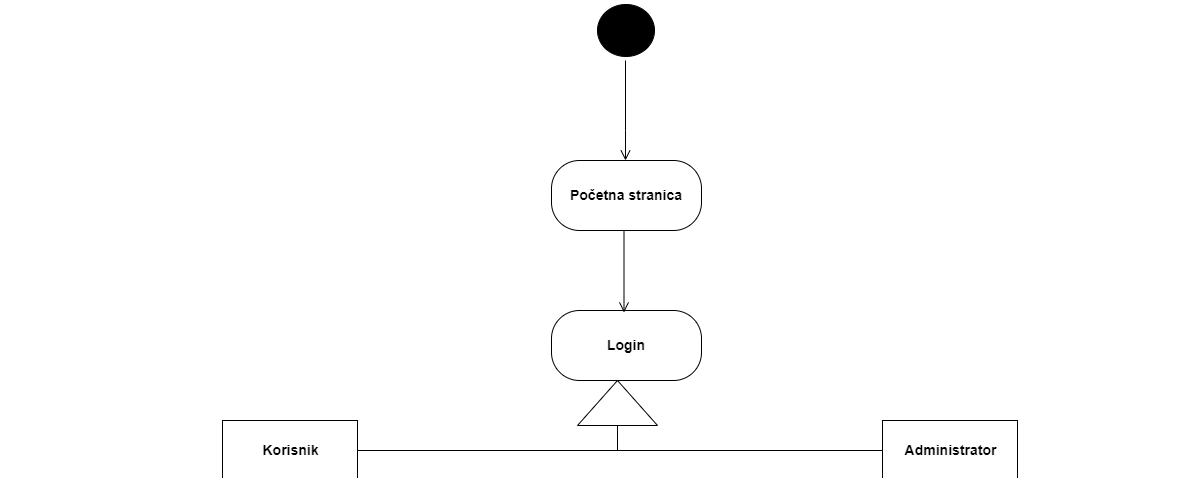 Početna stranica
Login
Korisnik
Administrator